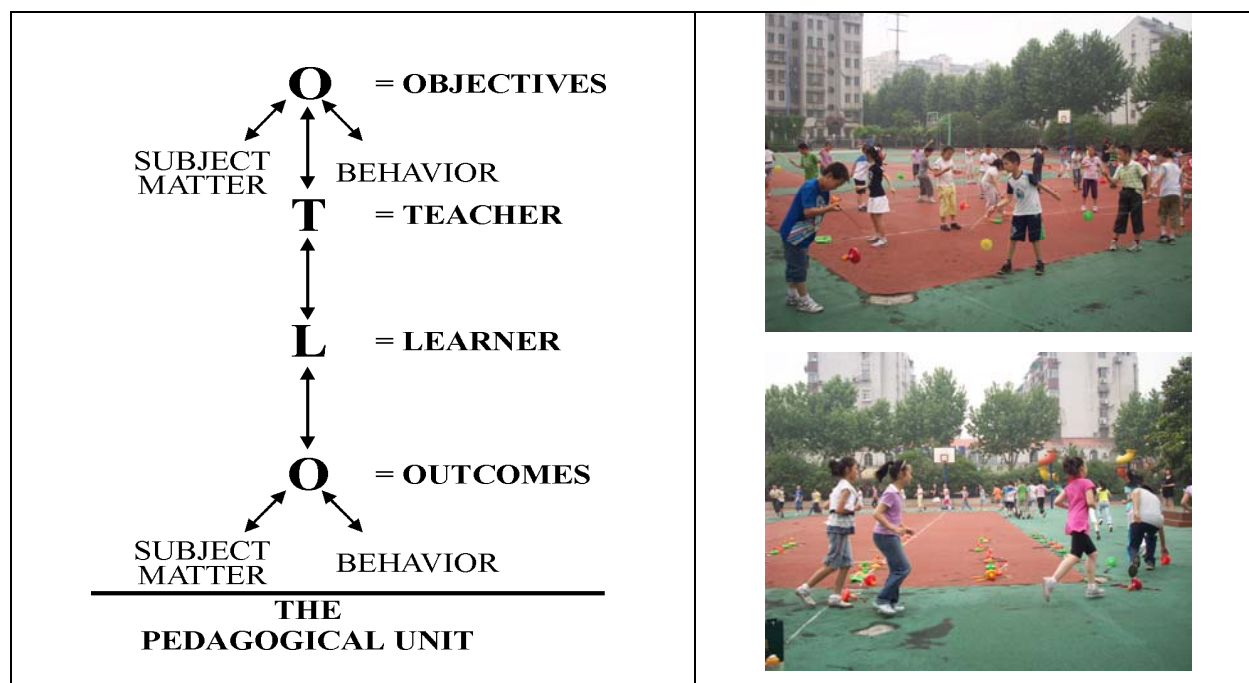 O = OBJECTIVES
SUBJECT
MATTER
BEHAVIOR
T = TEACHER
L = LEARNER
O = OUTCOMES
SUBJECT
MATTER
BEHAVIOR
THE
PEDAGOGICAL UNIT